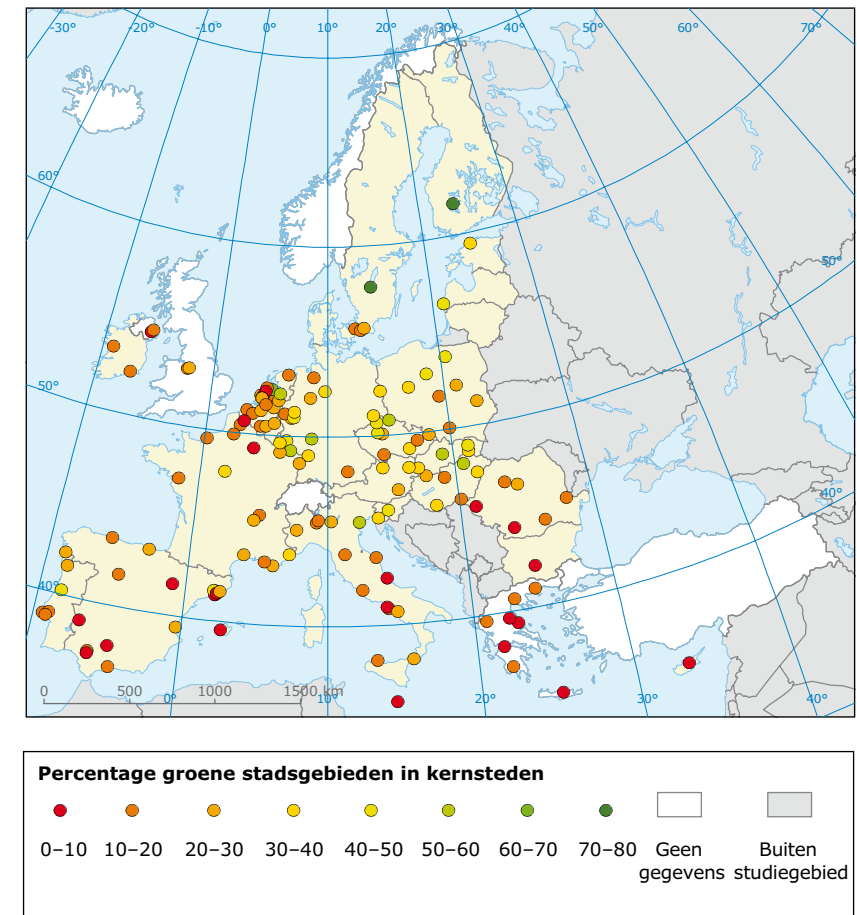 -30° -20° -10° 0° 10° 20° 30° 40° 50° 60° 70°
60°
50°
50°
40°
40°
0 500 1000 1500 km
0° 10° 20° 30° 40°
Percentage groene stadsgebieden in kernsteden
0–10 10–20 20–30 30–40 40–50 50–60 60–70 70–80 Geen Buiten
gegevens studiegebied